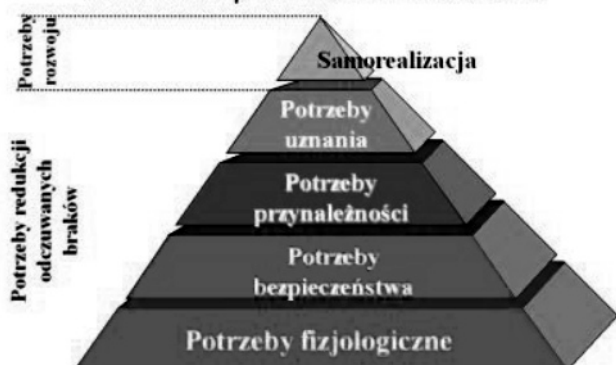 Potrzeby
rozwoju
Samorealizacja
Potrzeby
uznania
Potrzeby redukcji
odczuwanych
braków
Potrzeby
przynależności
Potrzeby
bezpieczeństwa
Potrzeby fizjologiczne